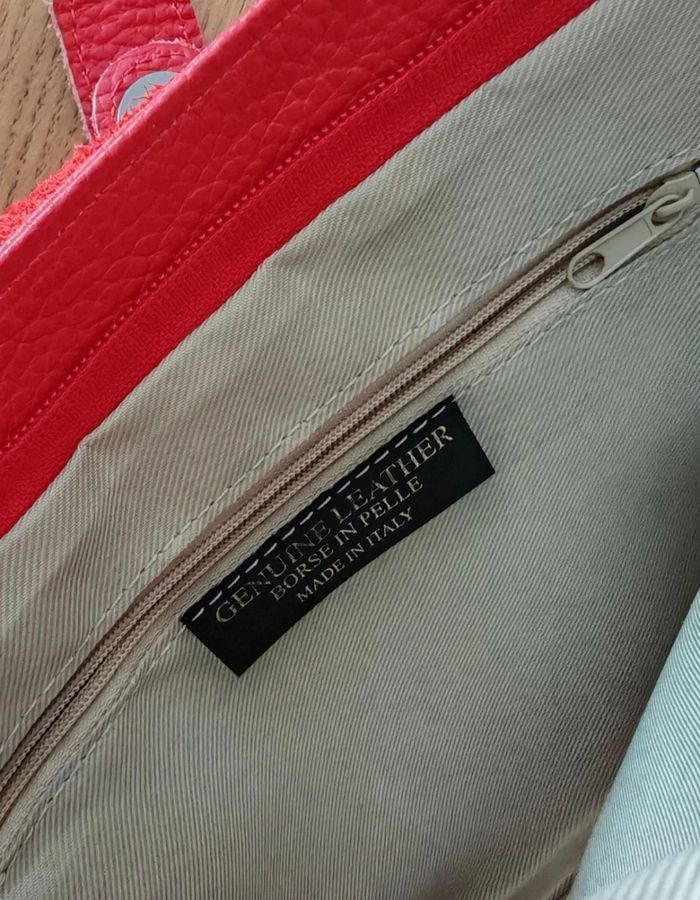 GENUINE LEATHER
BORSE IN PELLE
MADE IN ITALY